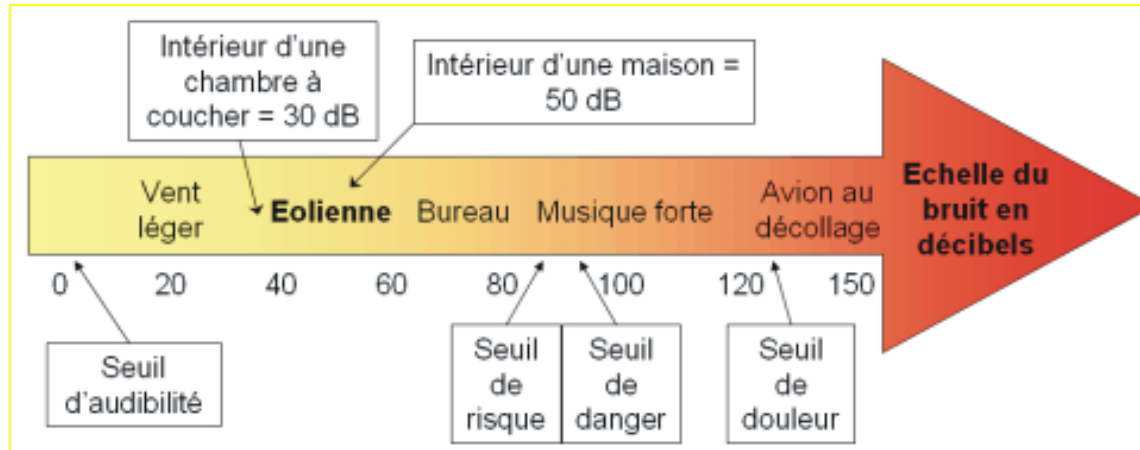 Intérieur d'une
chambre à
coucher = 30 dB
Intérieur d'une maison =
50 dB
Vent
léger
Eolienne
Bureau
Musique forte
Avion au
décollage
Echelle du
bruit en
décibels
0 20 40 60 80 100 120 150
Seuil
d'audibilité
Seuil
de
risque
Seuil
de
danger
Seuil
de
douleur